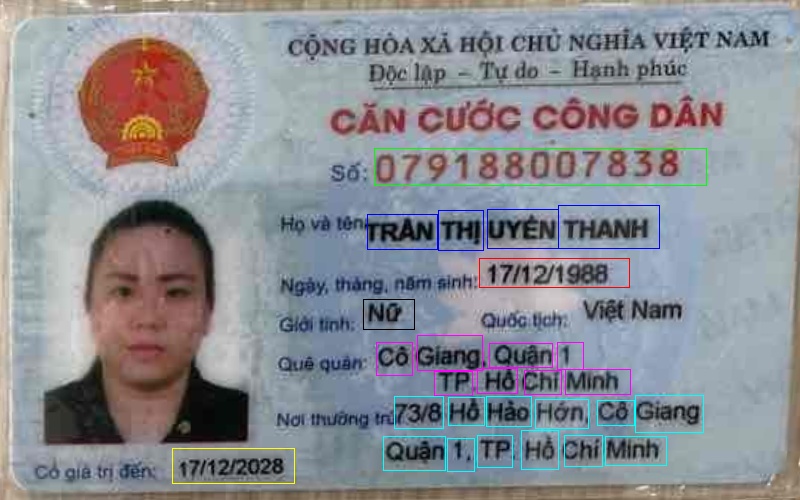 CỘNG HÒA XÃ HỘI CHỦ NGHĨA VIỆT NAM
Độc lập - Tự do - Hạnh phúc
CĂN CƯỚC CÔNG DÂN
Số: 079188007838
Họ và tên: TRẦN THỊ UYÊN THANH
Ngày, tháng, năm sinh: 17/12/1988
Giới tính: Nữ Quốc tịch: Việt Nam
Quê quán: Cô Giang, Quận 1
TP. Hồ Chí Minh
Nơi thường trú: 73/8 Hồ Hảo Hớn, Cô Giang
Quận 1, TP. Hồ Chí Minh
Có giá trị đến: 17/12/2028